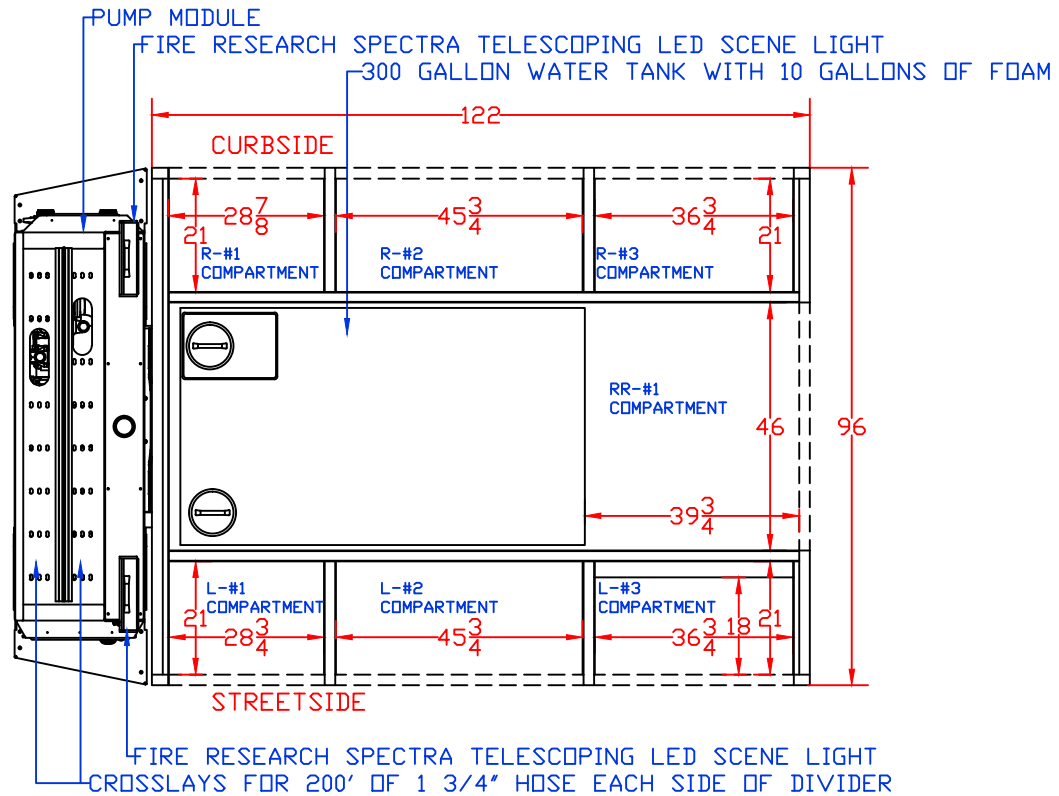 PUMP MODULE
FIRE RESEARCH SPECTRA TELESCOPING LED SCENE LIGHT
300 GALLON WATER TANK WITH 10 GALLONS OF FOAM
122
CURBSIDE
28 7/8
45 3/4
36 3/4
21
21
R-#1
COMPARTMENT
R-#2
COMPARTMENT
R-#3
COMPARTMENT
RR-#1
COMPARTMENT
46
96
39 3/4
L-#1
COMPARTMENT
L-#2
COMPARTMENT
L-#3
COMPARTMENT
21
28 3/4
45 3/4
36 3/4
18
21
STREETSIDE
FIRE RESEARCH SPECTRA TELESCOPING LED SCENE LIGHT
CROSSLAYS FOR 200' OF 1 3/4" HOSE EACH SIDE OF DIVIDER